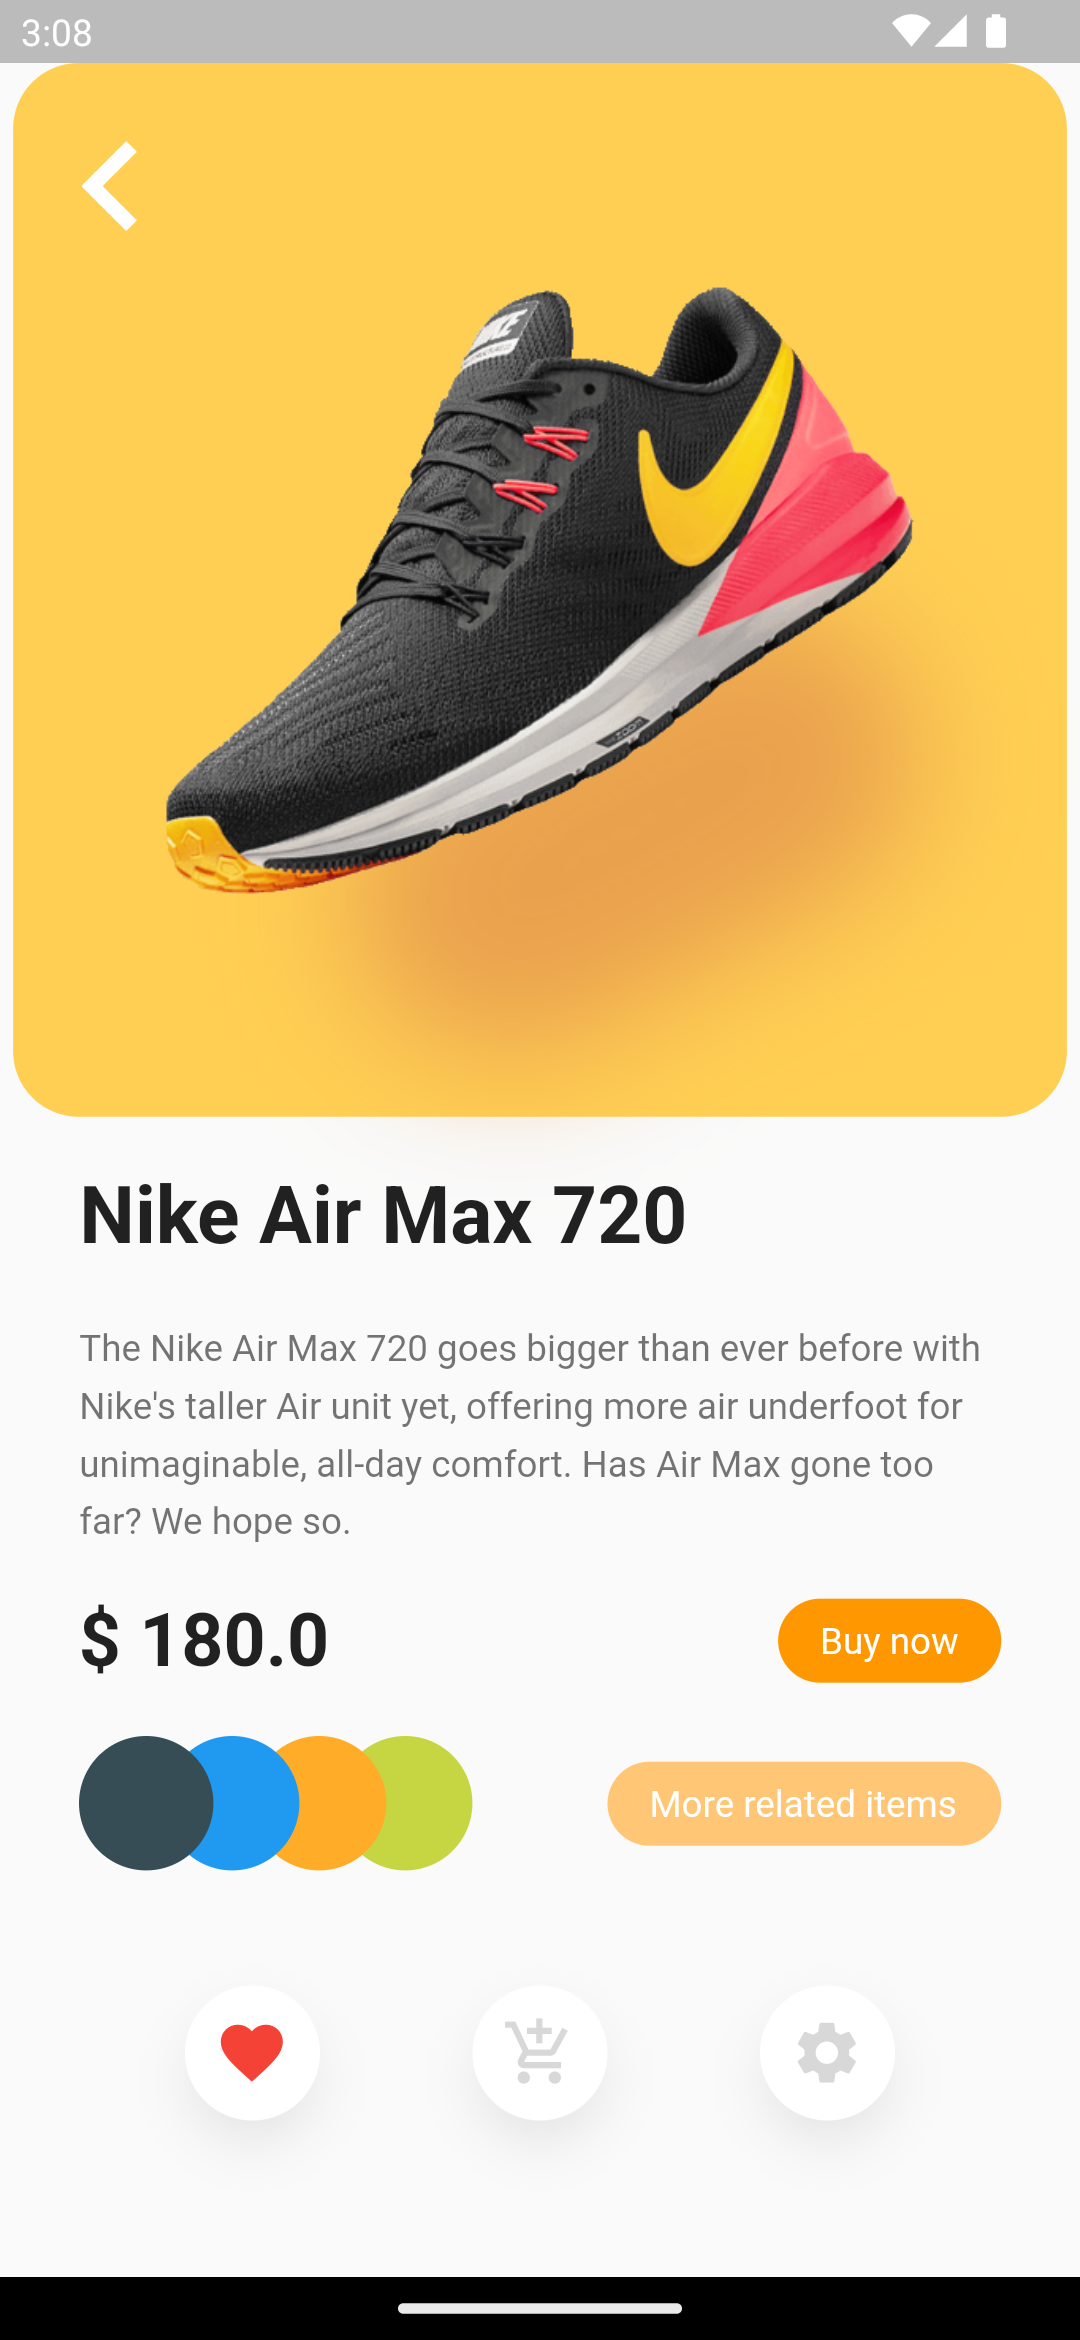 3:08
NIKE
ZOOM
Nike Air Max 720
The Nike Air Max 720 goes bigger than ever before with
Nike's taller Air unit yet, offering more air underfoot for
unimaginable, all-day comfort. Has Air Max gone too
far? We hope so.
$ 180.0
Buy now
More related items